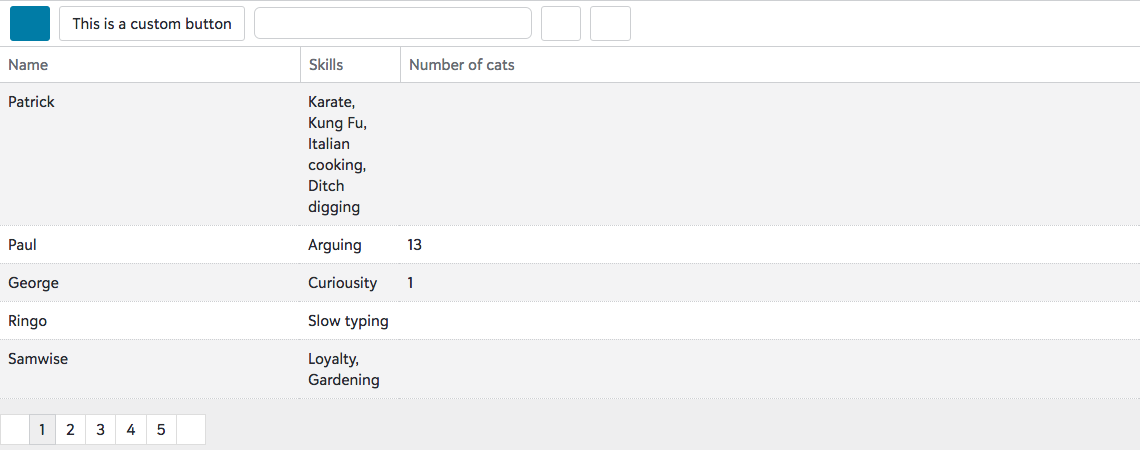 This is a custom button
Name Skills Number of cats
Patrick Karate,
Kung Fu,
Italian
cooking,
Ditch
digging
Paul Arguing 13
George Curiousity 1
Ringo Slow typing
Samwise Loyalty,
Gardening
1 2 3 4 5